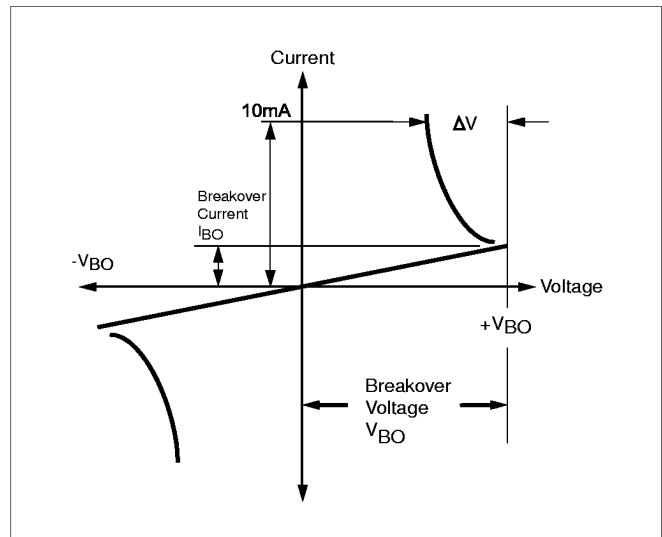 Current
10mA
ΔV
Breakover
Current
IBO
-VBO
Voltage
+VBO
Breakover
Voltage
VBO